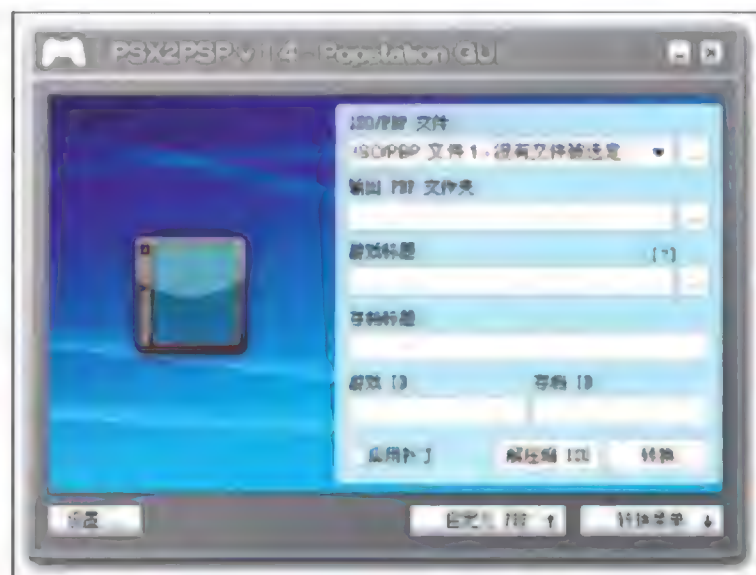 PSX2PSP v1.4 - Popstation GUI
ISO/PBP 文件
ISO/PBP 文件 1 - 没有文件被选定
输出 PBP 文件夹
游戏标题
存档标题
游戏 ID 存档 ID
应用补丁 解压缩 ISO 转换
设置
自定义 PBP 转换菜单